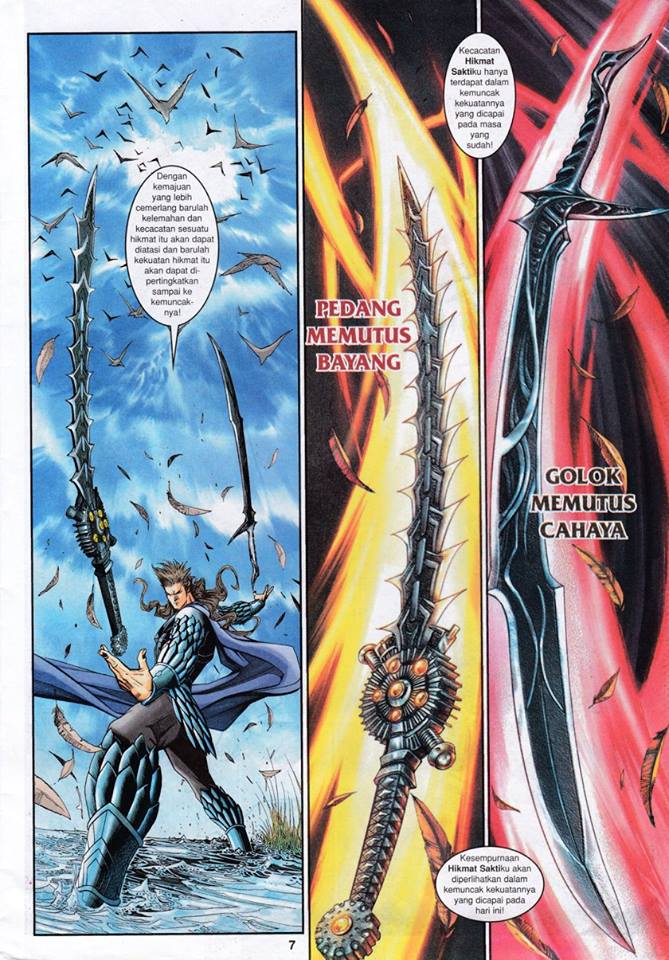 Dengan
kemajuan
yang lebih
cemerlang barulah
kelemahan dan
kecacatan sesuatu
hikmat itu akan dapat
diatasi dan barulah
kekuatan hikmat itu
akan dapat di-
pertingkatkan
sampai ke
kemuncak-
nya!
PEDANG
MEMUTUS
BAYANG
Kecacatan
Hikmat
Saktiku hanya
terdapat dalam
kemuncak
kekuatannya
yang dicapai
pada masa
yang
sudah!
GOLOK
MEMUTUS
CAHAYA
Kesempurnaan
Hikmat Saktiku akan
diperlihatkan dalam
kemuncak kekuatannya
yang dicapai pada
hari ini!
7